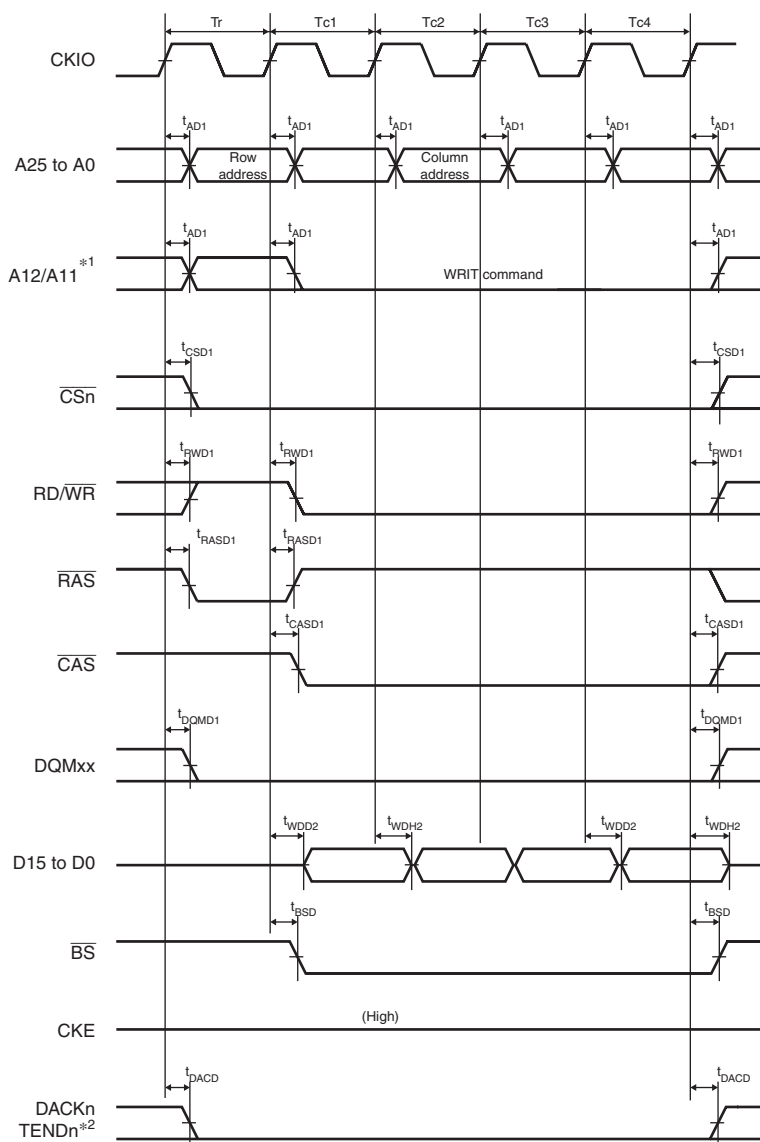 Tr Tc1 Tc2 Tc3 Tc4
CKIO
tAD1 tAD1 tAD1 tAD1 tAD1 tAD1
A25 to A0
Row address
Column address
tAD1 tAD1 tAD1
A12/A11*1
WRIT command
tCSD1 tCSD1
CSn
tRWD1 tRWD1 tRWD1
RD/WR
tRASD1 tRASD1
RAS
tCASD1 tCASD1
CAS
tDQMD1 tDQMD1
DQMxx
tWDD2 tWDH2 tWDD2 tWDH2
D15 to D0
tBSD tBSD
BS
(High)
CKE
tDACD tDACD
DACKn
TENDn*2